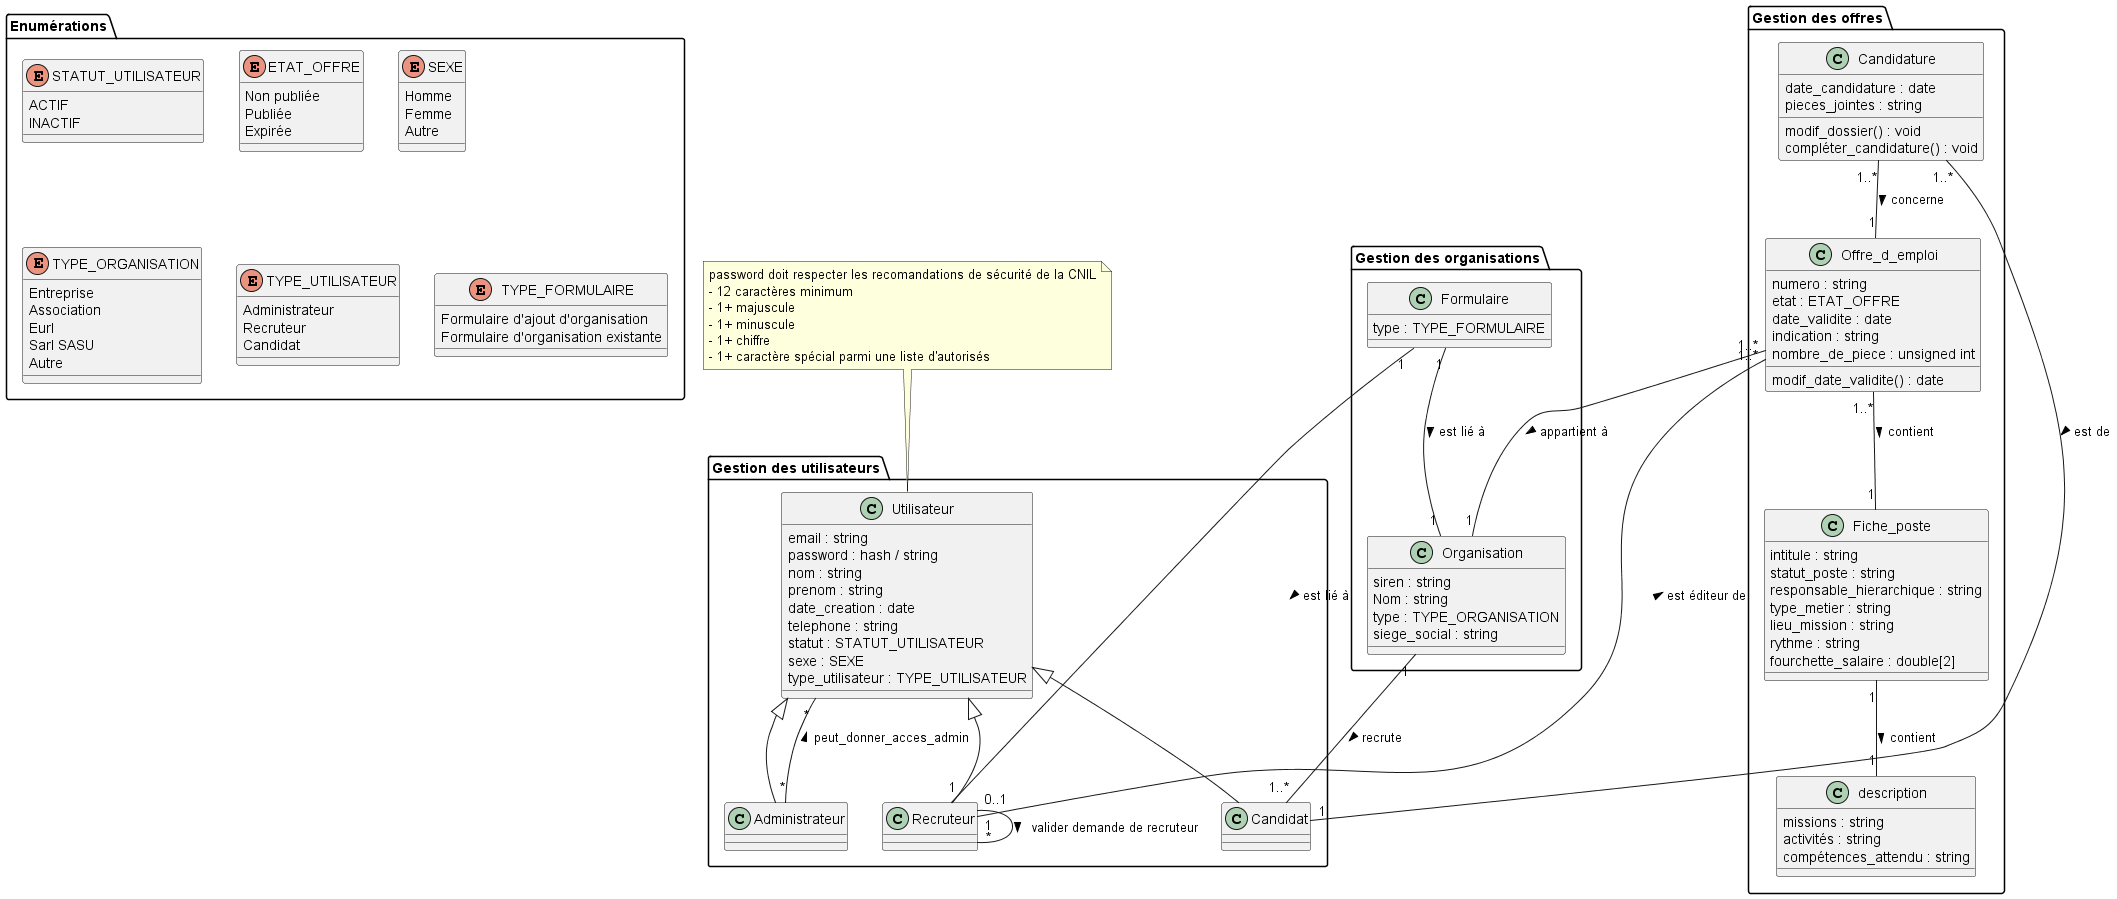 Enumérations
E STATUT_UTILISATEUR
ACTIF
INACTIF
E ETAT_OFFRE
Non publiée
Publiée
Expirée
E SEXE
Homme
Femme
Autre
E TYPE_ORGANISATION
Entreprise
Association
Eurl
Sarl SASU
Autre
E TYPE_UTILISATEUR
Administrateur
Recruteur
Candidat
E TYPE_FORMULAIRE
Formulaire d'ajout d'organisation
Formulaire d'organisation existante
password doit respecter les recomandations de sécurité de la CNIL
- 12 caractères minimum
- 1+ majuscule
- 1+ minuscule
- 1+ chiffre
- 1+ caractère spécial parmi une liste d'autorisés
Gestion des utilisateurs
C Utilisateur
email : string
password : hash / string
nom : string
prenom : string
date_creation : date
telephone : string
statut : STATUT_UTILISATEUR
sexe : SEXE
type_utilisateur : TYPE_UTILISATEUR
*
peut_donner_acces_admin
*
C Administrateur
1
C Recruteur
0..1
1
*
valider demande de recruteur
1..*
C Candidat
1
Gestion des organisations
C Formulaire
type : TYPE_FORMULAIRE
1
1
est lié à
appartient à
1
1
est lié à
C Organisation
siren : string
Nom : string
type : TYPE_ORGANISATION
siege_social : string
1
recrute
est éditeur de
Gestion des offres
C Candidature
date_candidature : date
pieces_jointes : string
modif_dossier() : void
compléter_candidature() : void
1..*
1..*
concerne
1
C Offre_d_emploi
numero : string
etat : ETAT_OFFRE
date_validite : date
indication : string
nombre_de_piece : unsigned int
modif_date_validite() : date
1..*
1..*
1..*
contient
est de
1
C Fiche_poste
intitule : string
statut_poste : string
responsable_hierarchique : string
type_metier : string
lieu_mission : string
rythme : string
fourchette_salaire : double[2]
1
contient
1
C description
missions : string
activités : string
compétences_attendu : string